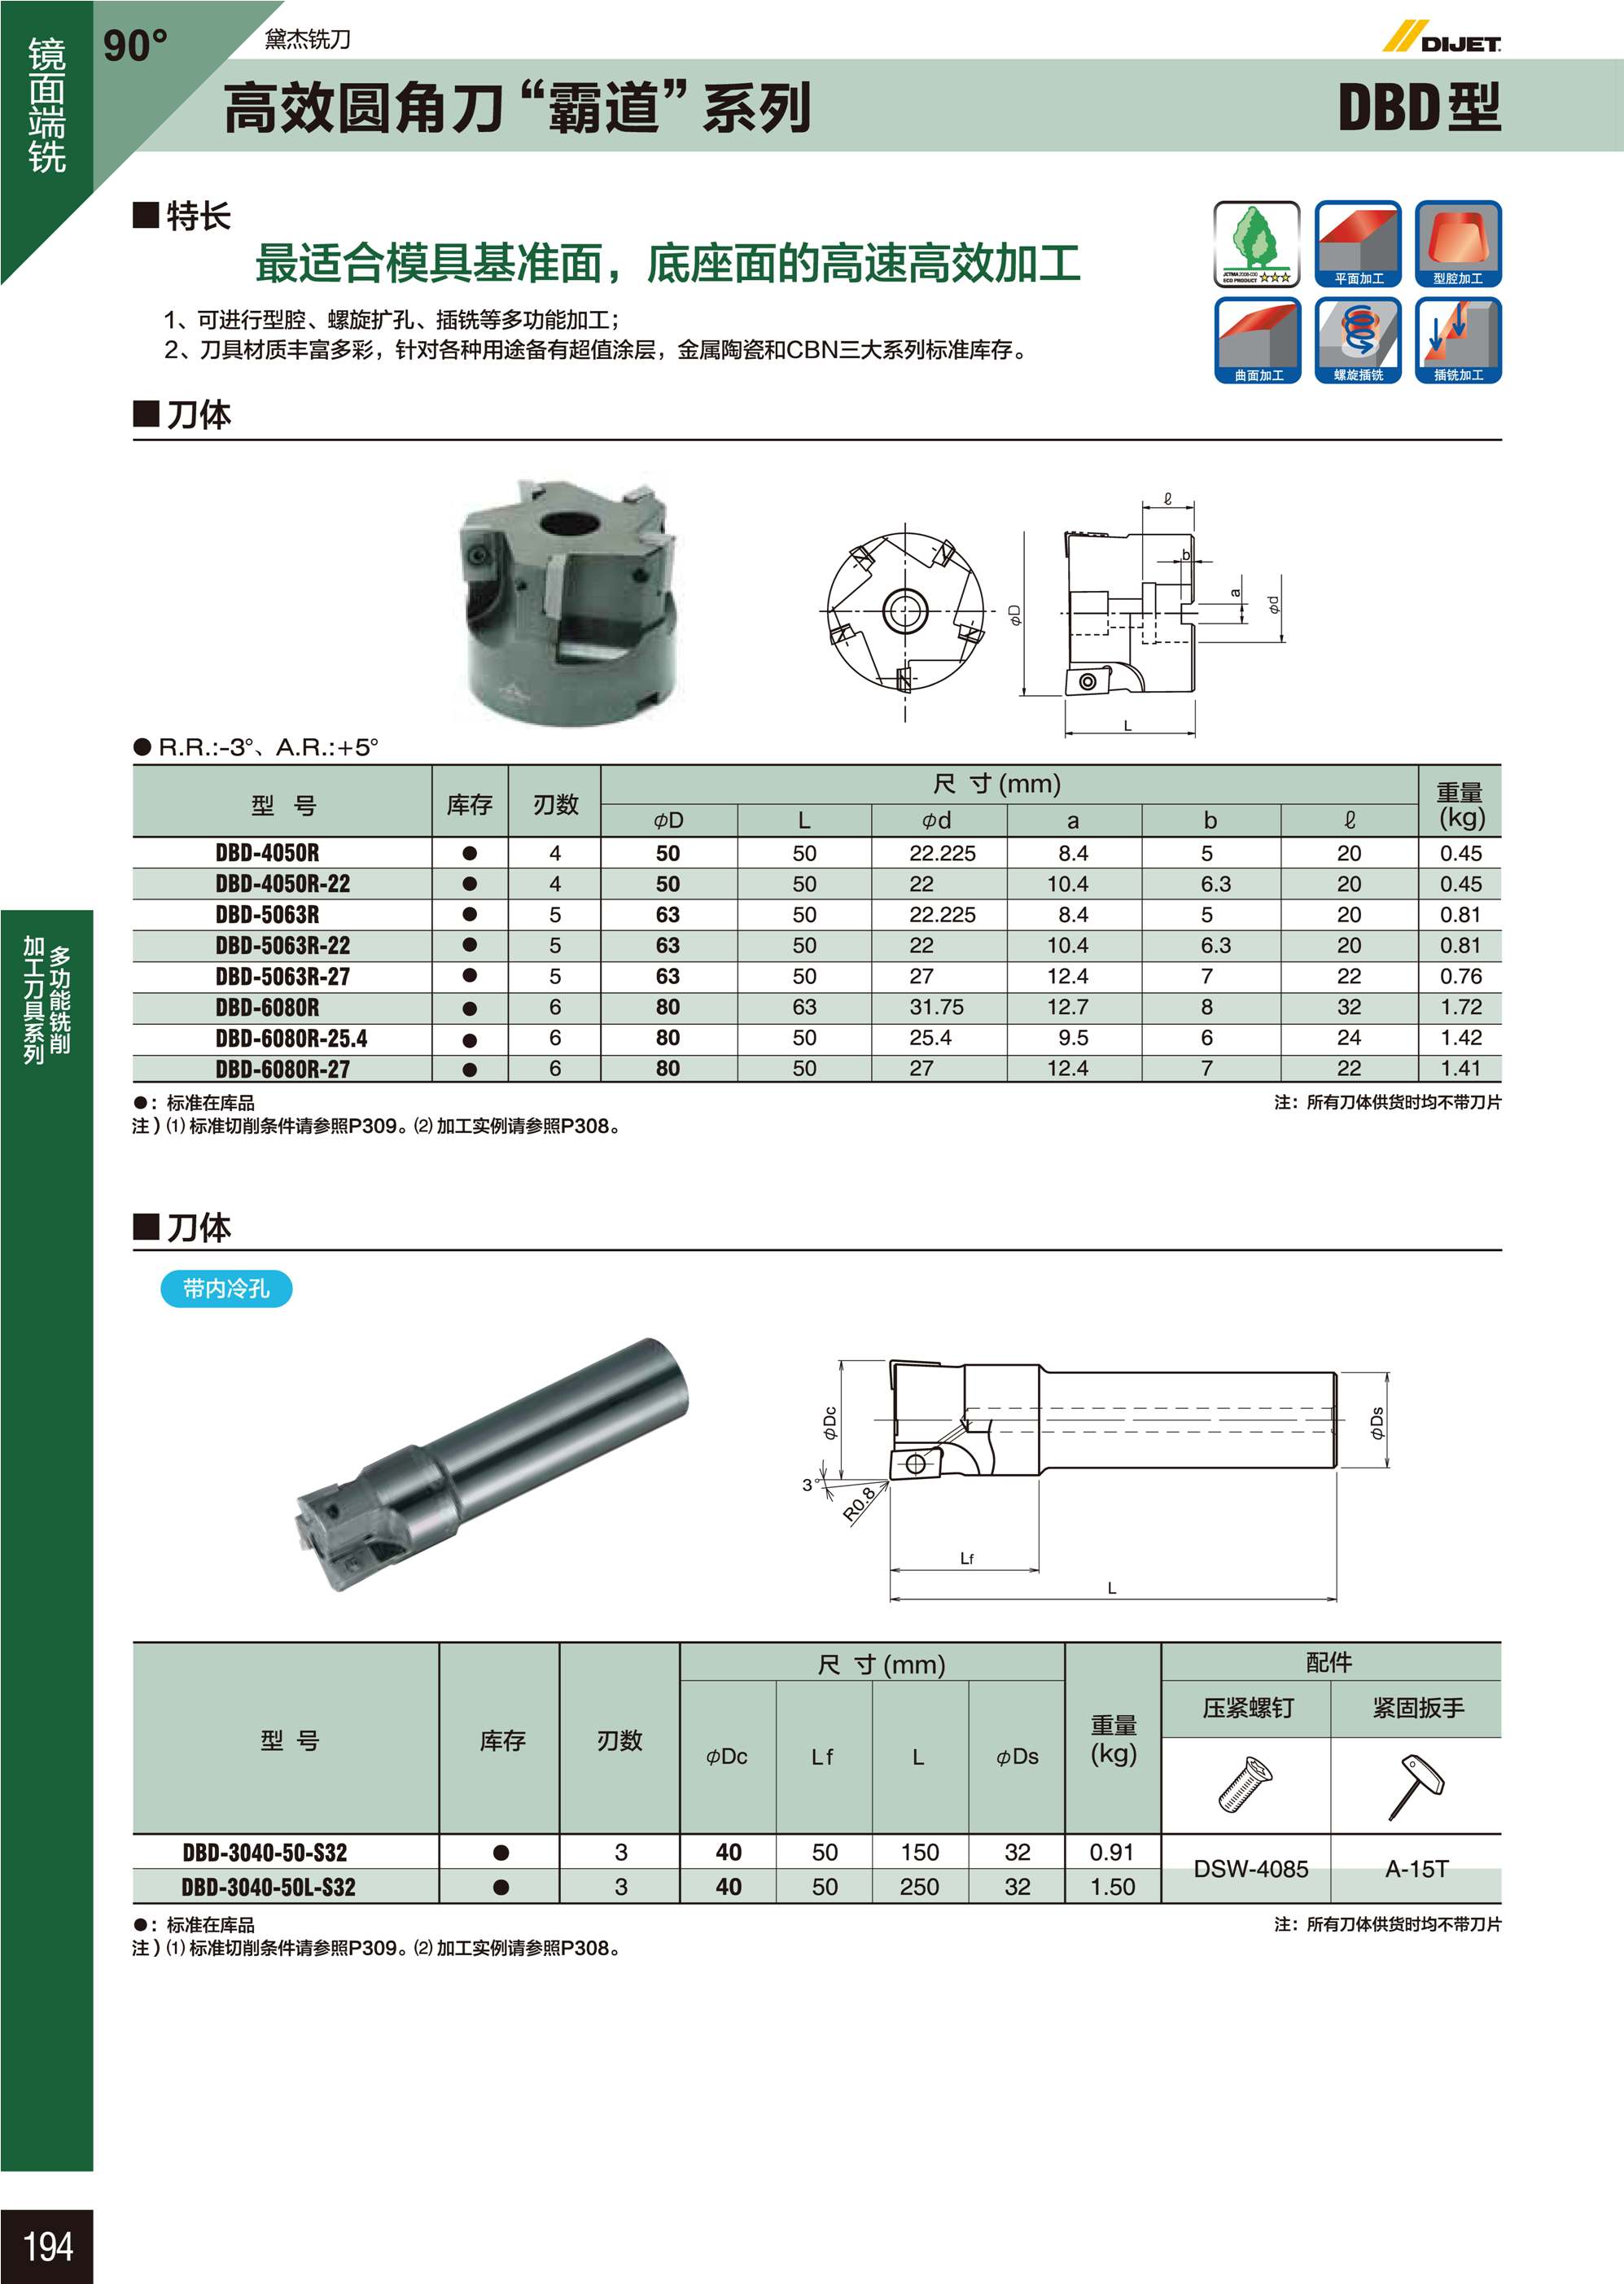 镜面端铣
90°
黛杰铣刀
DIJET
高效圆角刀“霸道”系列
DBD型
■特长
最适合模具基准面，底座面的高速高效加工
1、可进行型腔、螺旋扩孔、插铣等多功能加工；
2、刀具材质丰富多彩，针对各种用途备有超值涂层，金属陶瓷和CBN三大系列标准库存。
JCTMA2008-030
ECO PRODUCT ☆☆☆
平面加工
型腔加工
曲面加工
螺旋插铣
插铣加工
■刀体
ℓ
b
a
φD
φd
L
● R.R.:-3°、A.R.:+5°
型 号 库存 刃数 尺 寸(mm) 重量(kg)
φD L φd a b ℓ
DBD-4050R ● 4 50 50 22.225 8.4 5 20 0.45
DBD-4050R-22 ● 4 50 50 22 10.4 6.3 20 0.45
DBD-5063R ● 5 63 50 22.225 8.4 5 20 0.81
DBD-5063R-22 ● 5 63 50 22 10.4 6.3 20 0.81
DBD-5063R-27 ● 5 63 50 27 12.4 7 22 0.76
DBD-6080R ● 6 80 63 31.75 12.7 8 32 1.72
DBD-6080R-25.4 ● 6 80 50 25.4 9.5 6 24 1.42
DBD-6080R-27 ● 6 80 50 27 12.4 7 22 1.41
●：标准在库品
注：所有刀体供货时均不带刀片
注）⑴ 标准切削条件请参照P309。⑵ 加工实例请参照P308。
多功能铣削
加工刀具系列
■刀体
带内冷孔
φDc
φDs
3°
R0.8
Lf
L
型 号 库存 刃数 尺 寸(mm) 重量(kg) 配件
φDc Lf L φDs 压紧螺钉 紧固扳手
DBD-3040-50-S32 ● 3 40 50 150 32 0.91 DSW-4085 A-15T
DBD-3040-50L-S32 ● 3 40 50 250 32 1.50
●：标准在库品
注：所有刀体供货时均不带刀片
注）⑴ 标准切削条件请参照P309。⑵ 加工实例请参照P308。
194